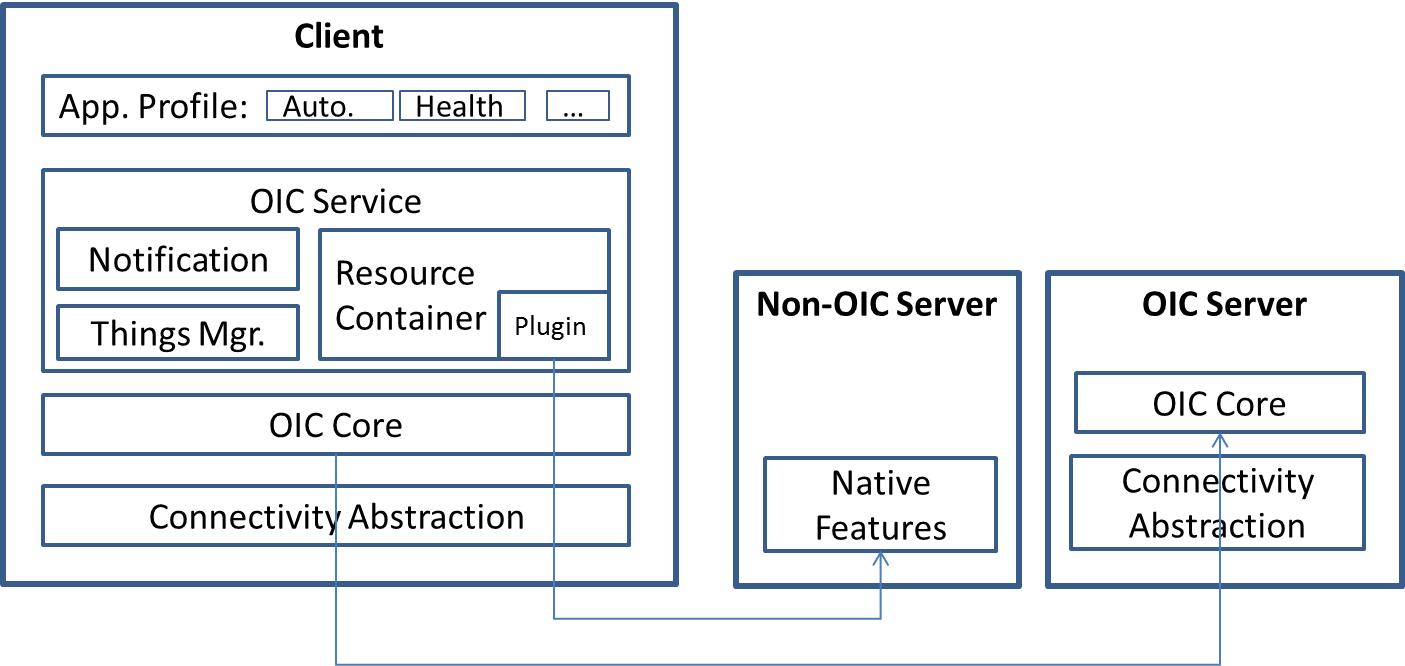 Client
App. Profile: Auto. Health ...
OIC Service
Notification
Resource
Container
Things Mgr.
Plugin
OIC Core
Connectivity Abstraction
Non-OIC Server
Native
Features
OIC Server
OIC Core
Connectivity
Abstraction